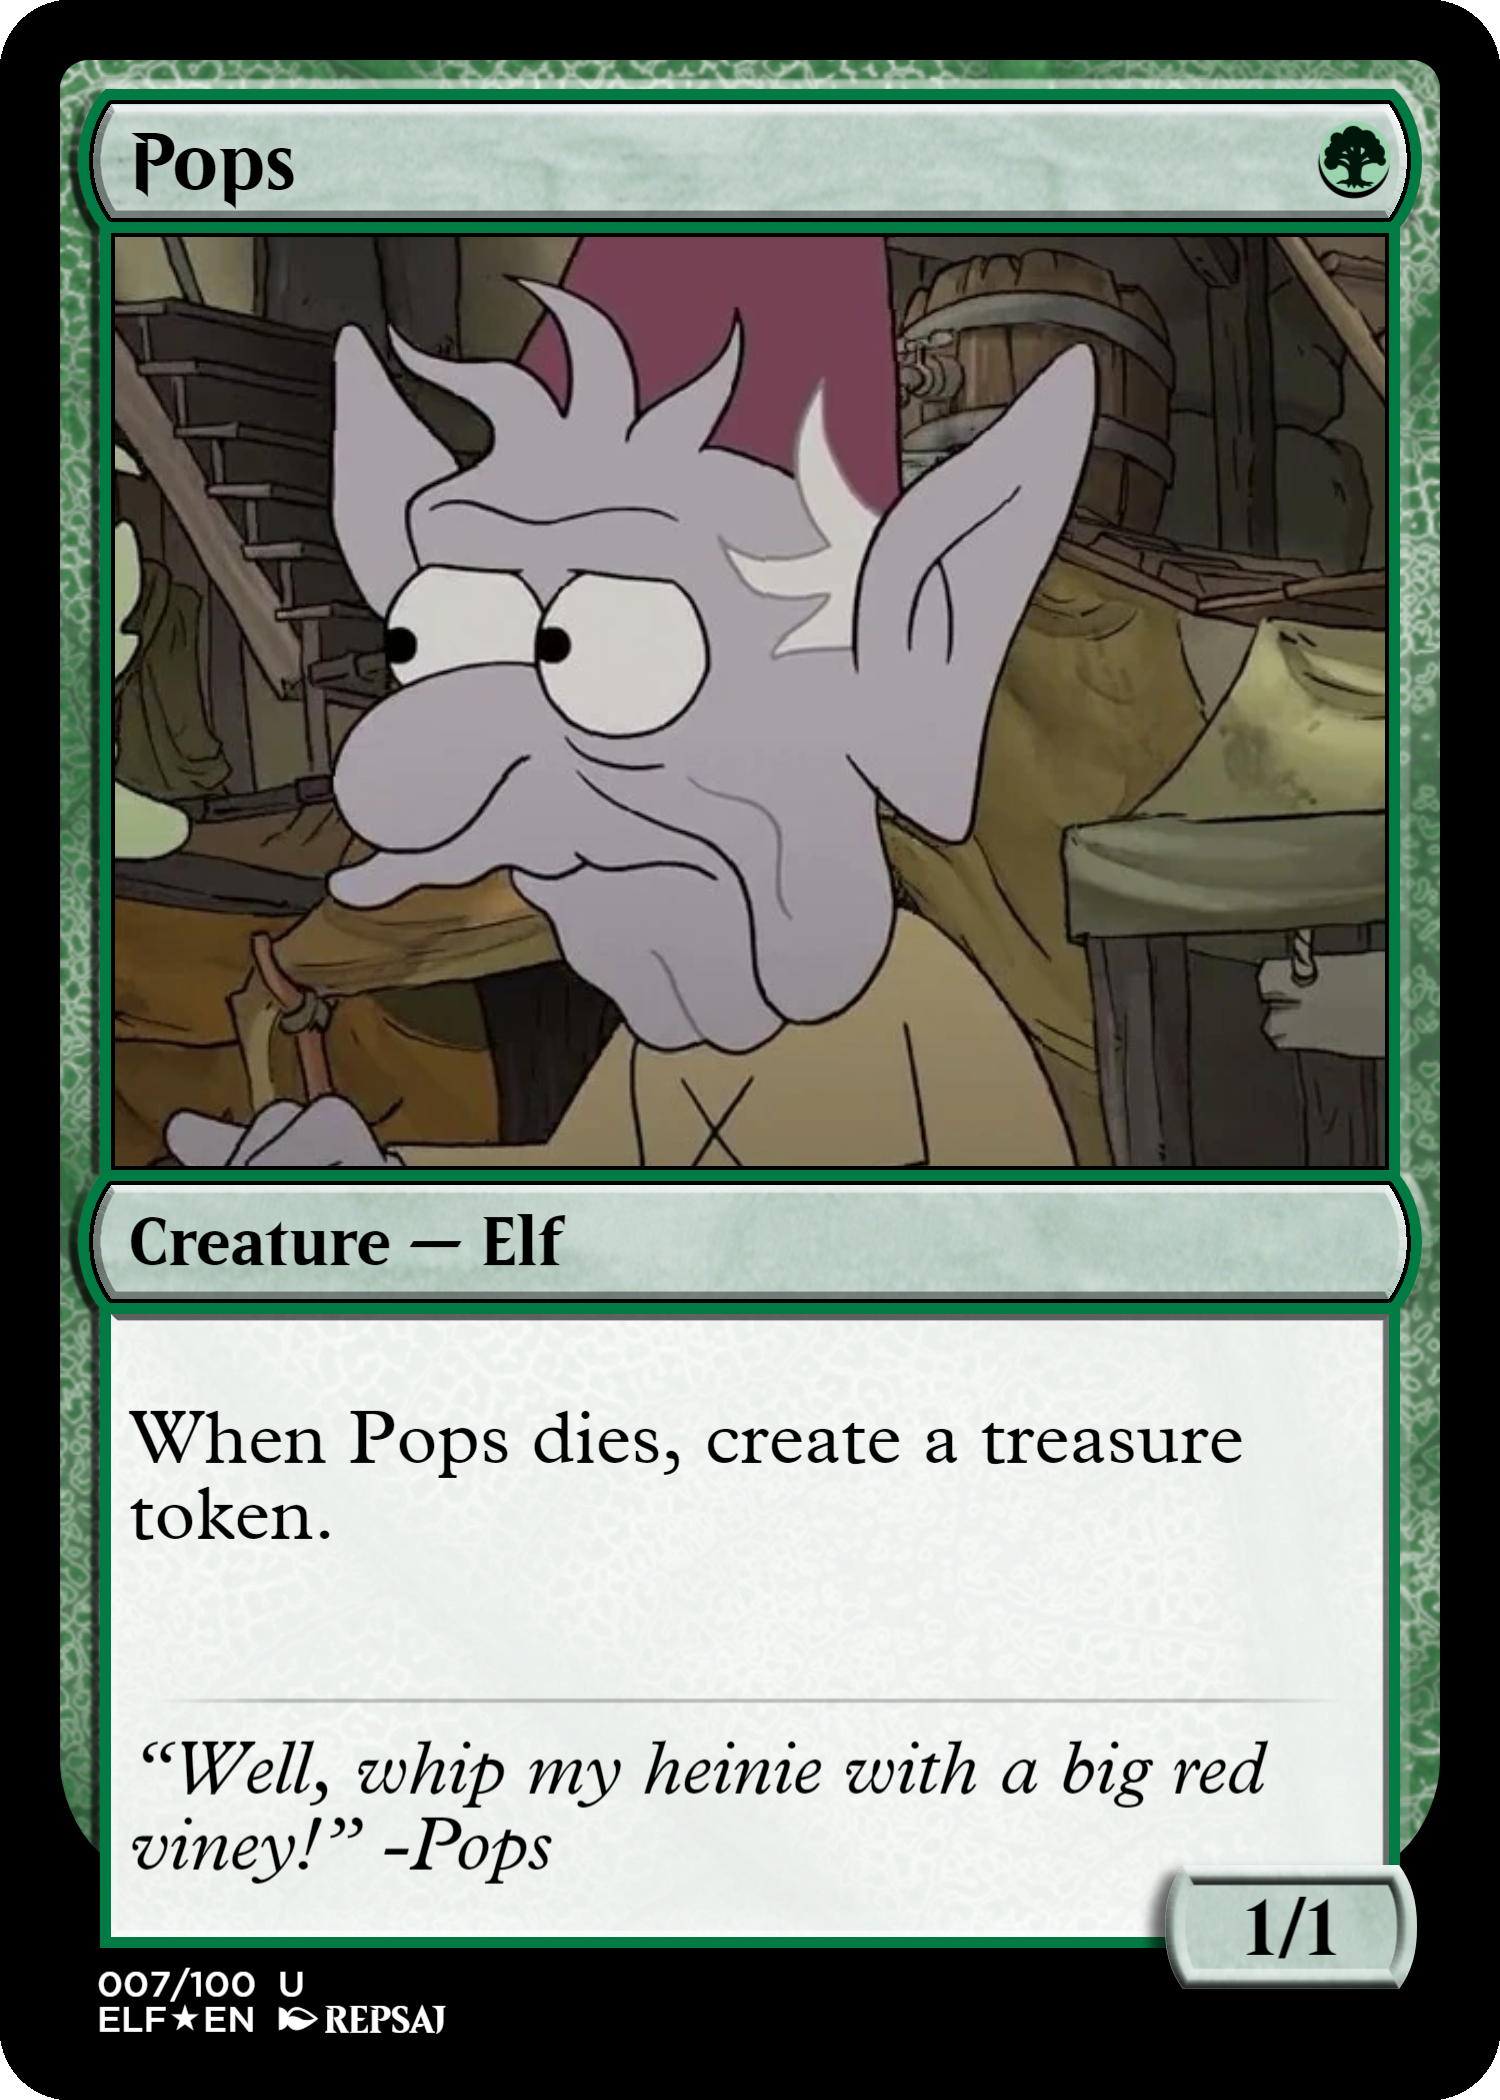 Pops
Creature — Elf
When Pops dies, create a treasure
token.
“Well, whip my heinie with a big red
viney!” -Pops
1/1
007/100 U
ELF★EN REPSAJ